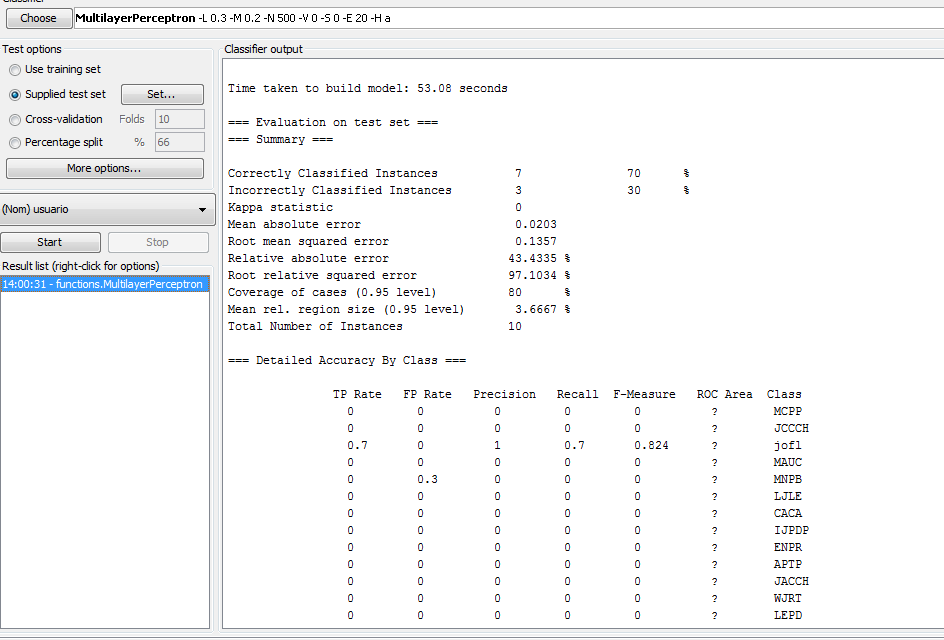 Choose MultilayerPerceptron -L 0.3 -M 0.2 -N 500 -V 0 -S 0 -E 20 -H a
Test options
Use training set
Supplied test set Set...
Cross-validation Folds 10
Percentage split % 66
More options...
(Nom) usuario
Start Stop
Result list (right-click for options)
14:00:31 - functions.MultilayerPerceptron
Classifier output
Time taken to build model: 53.08 seconds
=== Evaluation on test set ===
=== Summary ===
Correctly Classified Instances 7 70 %
Incorrectly Classified Instances 3 30 %
Kappa statistic 0
Mean absolute error 0.0203
Root mean squared error 0.1357
Relative absolute error 43.4335 %
Root relative squared error 97.1034 %
Coverage of cases (0.95 level) 80 %
Mean rel. region size (0.95 level) 3.6667 %
Total Number of Instances 10
=== Detailed Accuracy By Class ===
TP Rate FP Rate Precision Recall F-Measure ROC Area Class
0 0 0 0 0 ? MCPP
0 0 0 0 0 ? JCCCH
0.7 0 1 0.7 0.824 ? jofl
0 0 0 0 0 ? MAUC
0 0.3 0 0 0 ? MNPB
0 0 0 0 0 ? LJLE
0 0 0 0 0 ? CACA
0 0 0 0 0 ? IJPDP
0 0 0 0 0 ? ENPR
0 0 0 0 0 ? APTP
0 0 0 0 0 ? JACCH
0 0 0 0 0 ? WJRT
0 0 0 0 0 ? LEPD